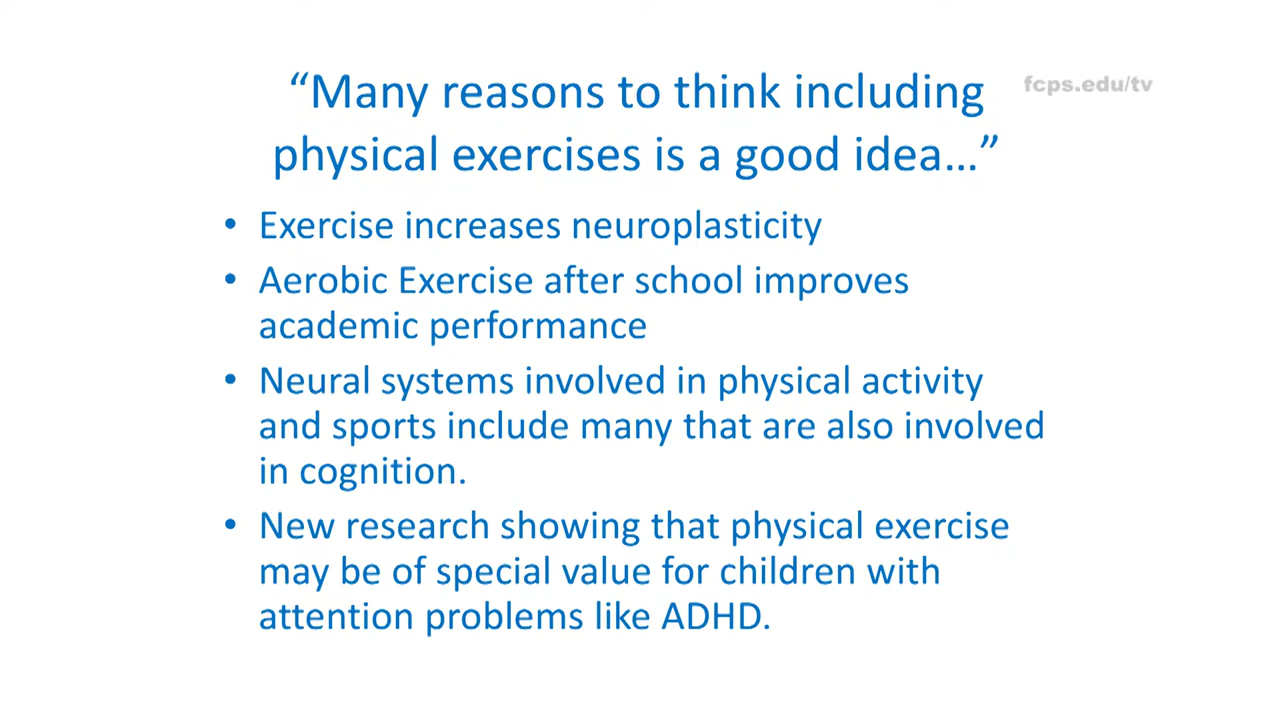 “Many reasons to think including
fcps.edu/tv
physical exercises is a good idea…”
• Exercise increases neuroplasticity
• Aerobic Exercise after school improves
academic performance
• Neural systems involved in physical activity
and sports include many that are also involved
in cognition.
• New research showing that physical exercise
may be of special value for children with
attention problems like ADHD.